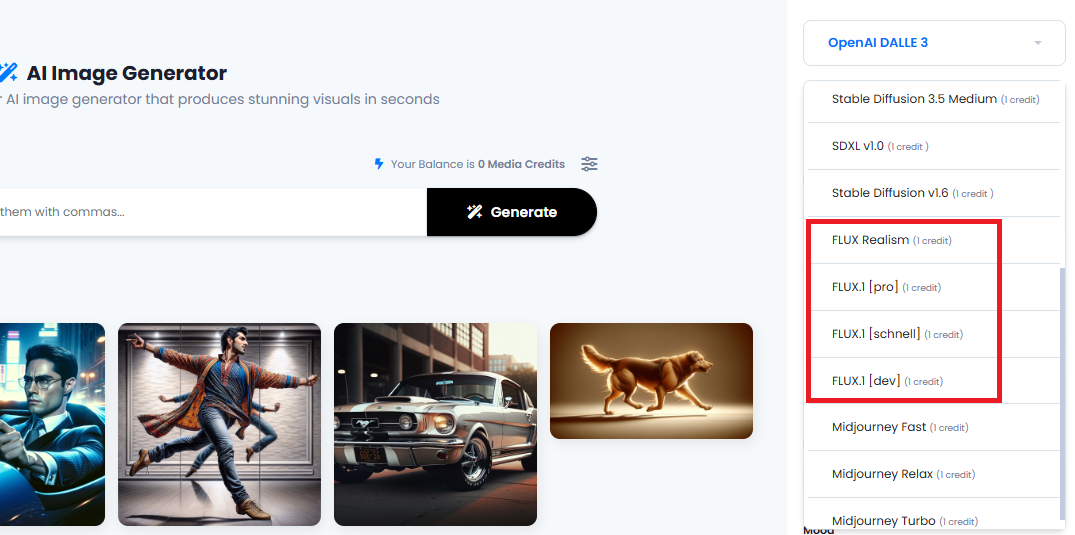 AI Image Generator
AI image generator that produces stunning visuals in seconds
Your Balance is 0 Media Credits
them with commas...
Generate
OpenAI DALLE 3
Stable Diffusion 3.5 Medium (1 credit)
SDXL v1.0 (1 credit )
Stable Diffusion v1.6 (1 credit )
FLUX Realism (1 credit)
FLUX.1 [pro] (1 credit)
FLUX.1 [schnell] (1 credit)
FLUX.1 [dev] (1 credit)
Midjourney Fast (1 credit)
Midjourney Relax (1 credit)
Midjourney Turbo (1 credit)
Mood